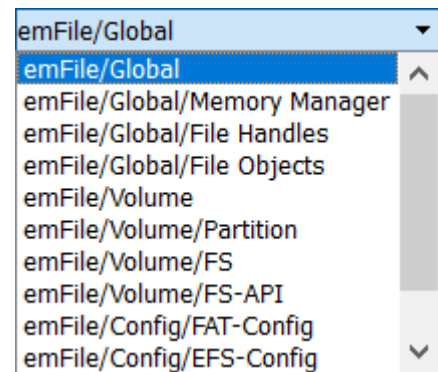 emFile/Global
emFile/Global
emFile/Global/Memory Manager
emFile/Global/File Handles
emFile/Global/File Objects
emFile/Volume
emFile/Volume/Partition
emFile/Volume/FS
emFile/Volume/FS-API
emFile/Config/FAT-Config
emFile/Config/EFS-Config